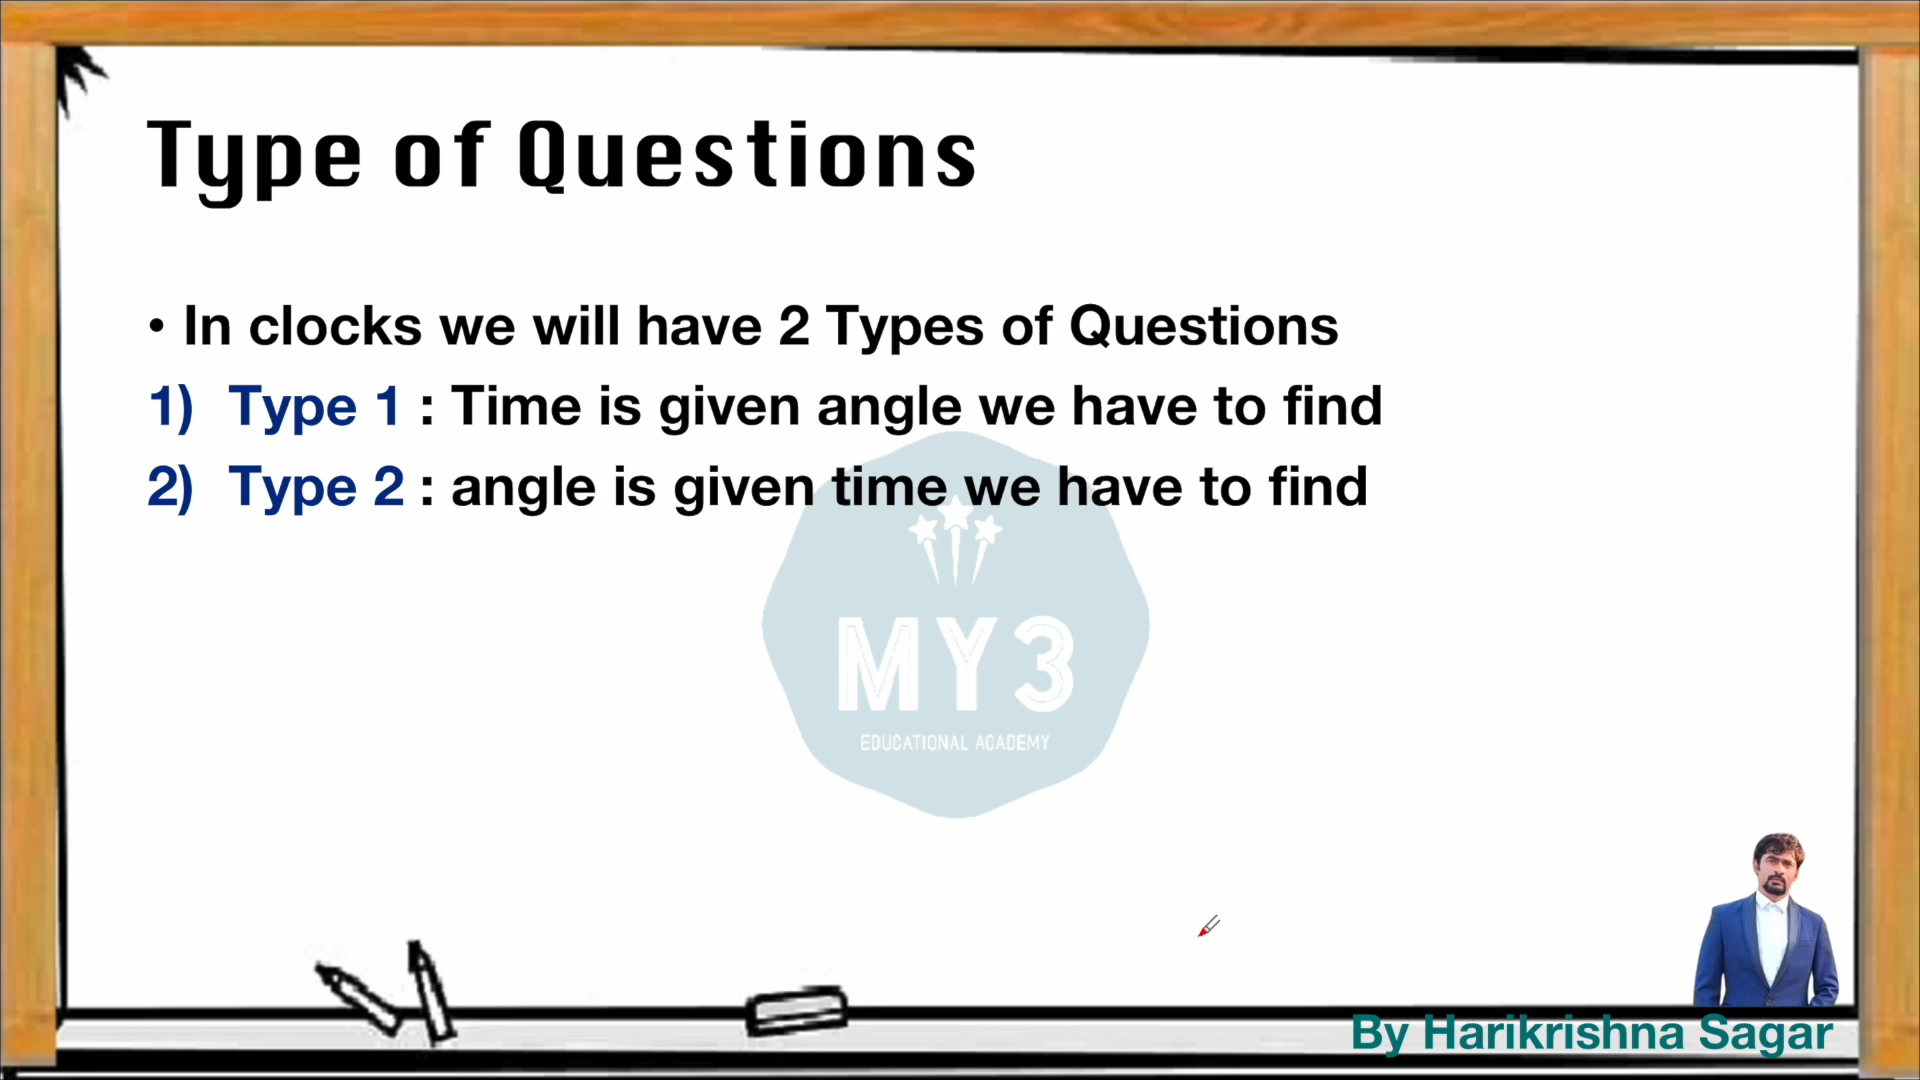 Type of Questions
• In clocks we will have 2 Types of Questions
1) Type 1 : Time is given angle we have to find
2) Type 2 : angle is given time we have to find
MY3
EDUCATIONAL ACADEMY
By Harikrishna Sagar